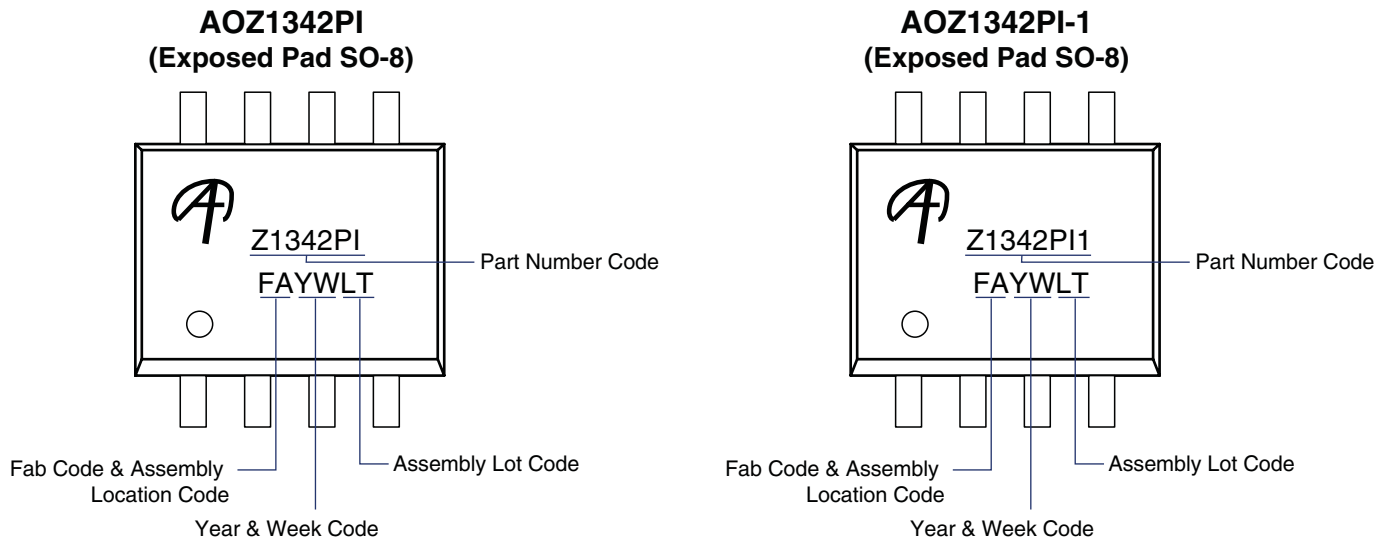 AOZ1342PI
(Exposed Pad SO-8)
Z1342PI
Part Number Code
FAYWLT
Fab Code & Assembly
Location Code
Assembly Lot Code
Year & Week Code
AOZ1342PI-1
(Exposed Pad SO-8)
Z1342PI1
Part Number Code
FAYWLT
Fab Code & Assembly
Location Code
Assembly Lot Code
Year & Week Code